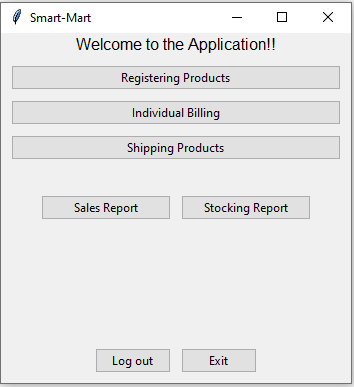 Smart-Mart
Welcome to the Application!!
Registering Products
Individual Billing
Shipping Products
Sales Report Stocking Report
Log out Exit